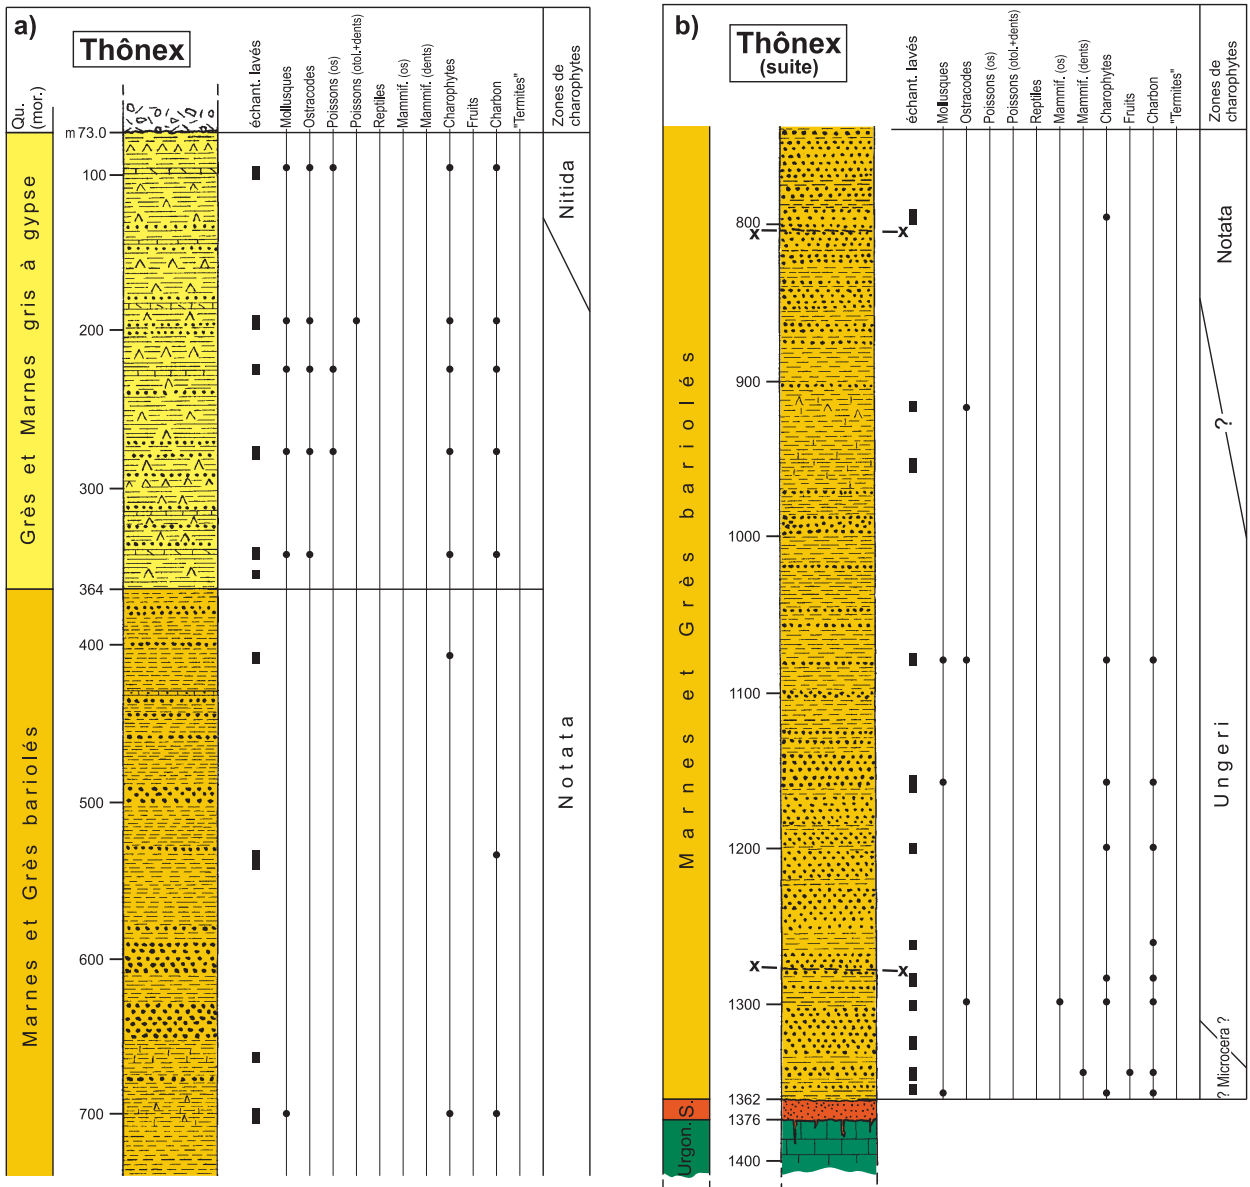 a)
Thônex
Qu.
(mor.)
échant. lavés
Mollusques
Ostracodes
Poissons (os)
Poissons (otol.+dents)
Reptiles
Mammif. (os)
Mammif. (dents)
Charophytes
Fruits
Charbon
"Termites"
Zones de
charophytes
m 73.0
100
200
300
364
400
500
600
700
Grès et Marnes gris à gypse
Marnes et Grès bariolés
Nitida
Notata
b)
Thônex
(suite)
échant. lavés
Mollusques
Ostracodes
Poissons (os)
Poissons (otol.+dents)
Reptiles
Mammif. (os)
Mammif. (dents)
Charophytes
Fruits
Charbon
"Termites"
Zones de
charophytes
800
x x
900
1000
1100
1200
x x
1300
1362
1376
1400
Marnes et Grès bariolés
S.
Urgon.
Notata
?
Ungeri
? Microcera ?